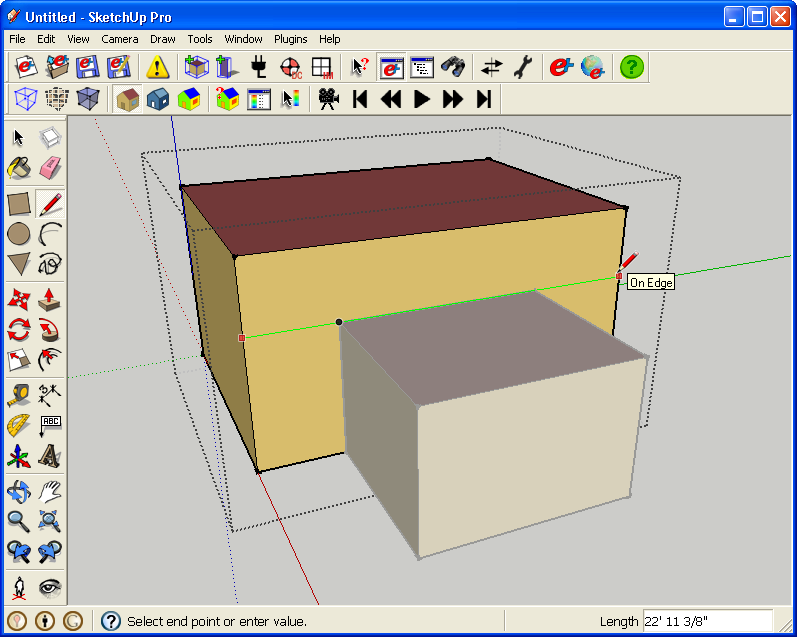 Untitled - SketchUp Pro
File Edit View Camera Draw Tools Window Plugins Help
ABC
On Edge
Select end point or enter value.
Length 22' 11 3/8"